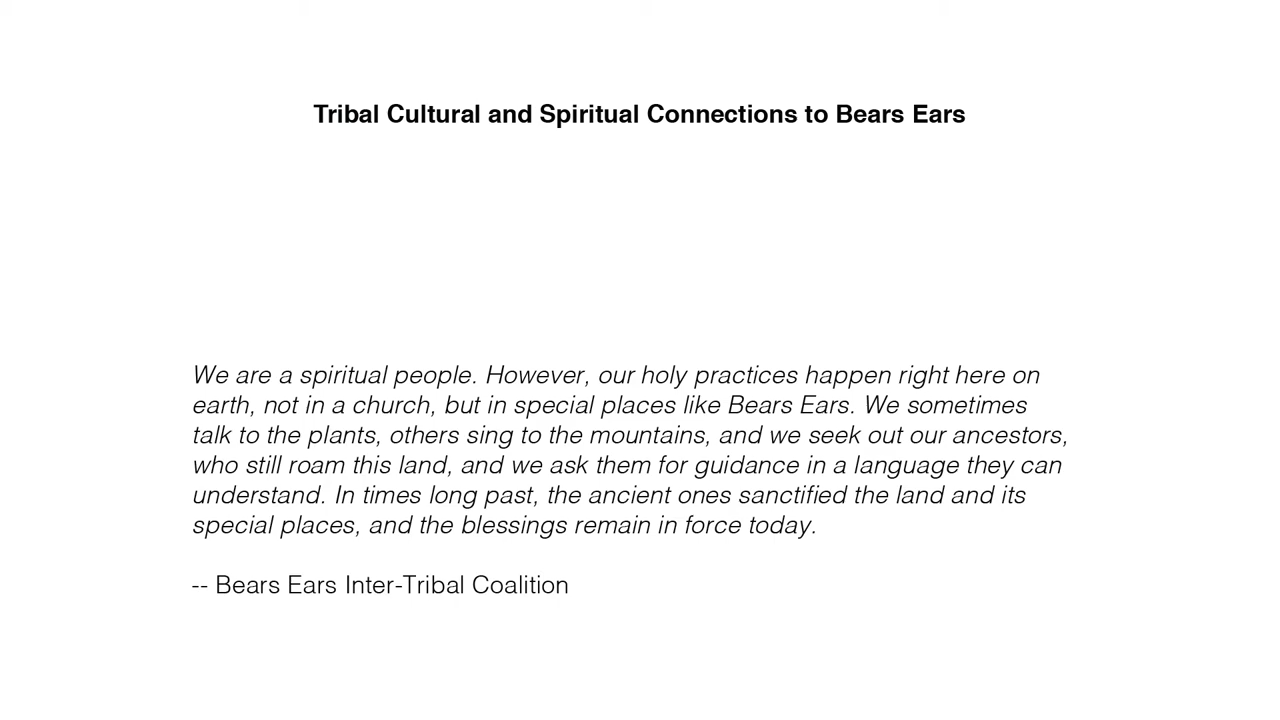 Tribal Cultural and Spiritual Connections to Bears Ears
We are a spiritual people. However, our holy practices happen right here on
earth, not in a church, but in special places like Bears Ears. We sometimes
talk to the plants, others sing to the mountains, and we seek out our ancestors,
who still roam this land, and we ask them for guidance in a language they can
understand. In times long past, the ancient ones sanctified the land and its
special places, and the blessings remain in force today.
-- Bears Ears Inter-Tribal Coalition